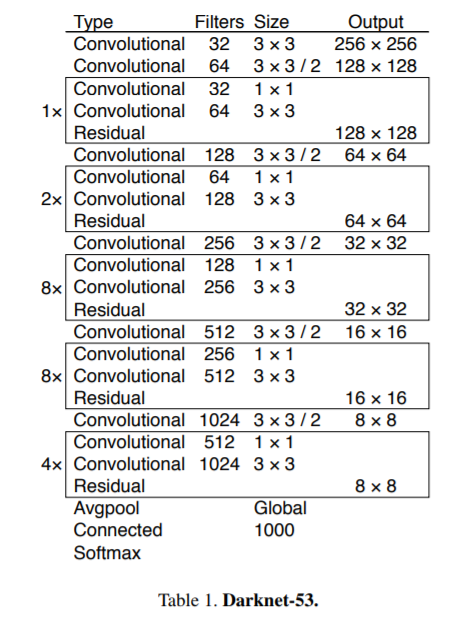 Type Filters Size Output
Convolutional 32 3 × 3 256 × 256
Convolutional 64 3 × 3 / 2 128 × 128
Convolutional 32 1 × 1
1× Convolutional 64 3 × 3
Residual 128 × 128
Convolutional 128 3 × 3 / 2 64 × 64
Convolutional 64 1 × 1
2× Convolutional 128 3 × 3
Residual 64 × 64
Convolutional 256 3 × 3 / 2 32 × 32
Convolutional 128 1 × 1
8× Convolutional 256 3 × 3
Residual 32 × 32
Convolutional 512 3 × 3 / 2 16 × 16
Convolutional 256 1 × 1
8× Convolutional 512 3 × 3
Residual 16 × 16
Convolutional 1024 3 × 3 / 2 8 × 8
Convolutional 512 1 × 1
4× Convolutional 1024 3 × 3
Residual 8 × 8
Avgpool Global
Connected 1000
Softmax
Table 1. Darknet-53.